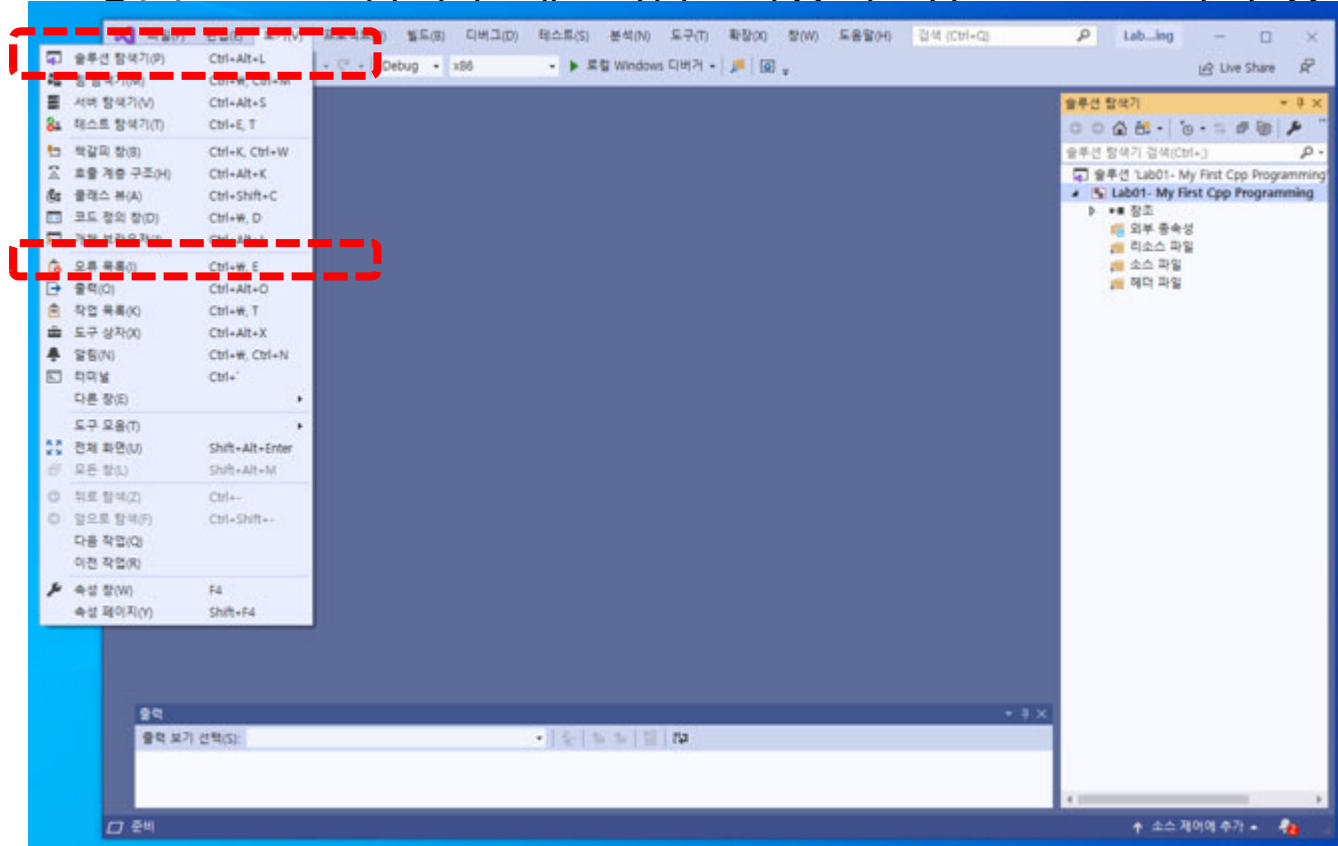 빌드(B) 디버그(D) 테스트(S) 분석(N) 도구(T) 확장(X) 창(W) 도움말(H) 검색 (Ctrl+Q) Lab...ing
솔루션 탐색기(P) Ctrl+Alt+L
Debug x86 로컬 Windows 디버거 Live Share
서버 탐색기(V) Ctrl+Alt+S
테스트 탐색기(T) Ctrl+E, T
책갈피 창(B) Ctrl+K, Ctrl+W
호출 계층 구조(H) Ctrl+Alt+K
클래스 뷰(A) Ctrl+Shift+C
코드 정의 창(D) Ctrl+₩, D
오류 목록(I) Ctrl+₩, E
출력(O) Ctrl+Alt+O
작업 목록(K) Ctrl+₩, T
도구 상자(X) Ctrl+Alt+X
알림(N) Ctrl+₩, Ctrl+N
터미널 Ctrl+`
다른 창(E)
도구 모음(T)
전체 화면(U) Shift+Alt+Enter
모든 창(L) Shift+Alt+M
뒤로 탐색(Z) Ctrl+-
앞으로 탐색(F) Ctrl+Shift+-
다음 작업(Q)
이전 작업(R)
속성 창(W) F4
속성 페이지(Y) Shift+F4
솔루션 탐색기
솔루션 탐색기 검색(Ctrl+;)
솔루션 'Lab01- My First Cpp Programming'
Lab01- My First Cpp Programming
참조
외부 종속성
리소스 파일
소스 파일
헤더 파일
출력
출력 보기 선택(S):
준비
소스 제어에 추가
2